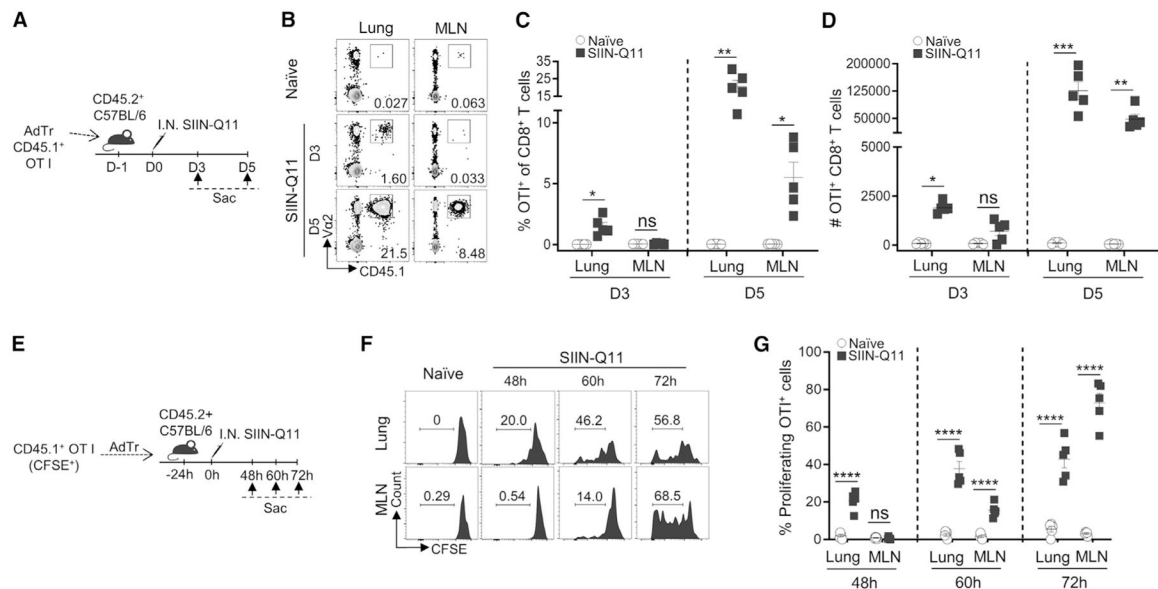 A
AdTr
CD45.1⁺
OT I
CD45.2⁺
C57BL/6
I.N. SIIN-Q11
D-1 D0 D3 D5
Sac
B
Lung MLN
Naïve
0.027 0.063
SIIN-Q11
D3
1.60 0.033
D5
21.5 8.48
Vα2
CD45.1
C
Naïve
SIIN-Q11
% OTI⁺ of CD8⁺ T cells
35
25
15
10
5
0
* ns ** *
Lung MLN Lung MLN
D3 D5
D
Naïve
SIIN-Q11
# OTI⁺ CD8⁺ T cells
200000
125000
50000
5000
2500
0
* ns *** **
Lung MLN Lung MLN
D3 D5
E
CD45.1⁺ OT I
(CFSE⁺)
AdTr
CD45.2+
C57BL/6
I.N. SIIN-Q11
-24h 0h 48h 60h 72h
Sac
F
SIIN-Q11
Naïve 48h 60h 72h
Lung
0 20.0 46.2 56.8
MLN
0.29 0.54 14.0 68.5
Count
CFSE
G
Naïve
SIIN-Q11
% Proliferating OTI⁺ cells
100
80
60
40
20
0
**** ns **** **** **** ****
Lung MLN Lung MLN Lung MLN
48h 60h 72h